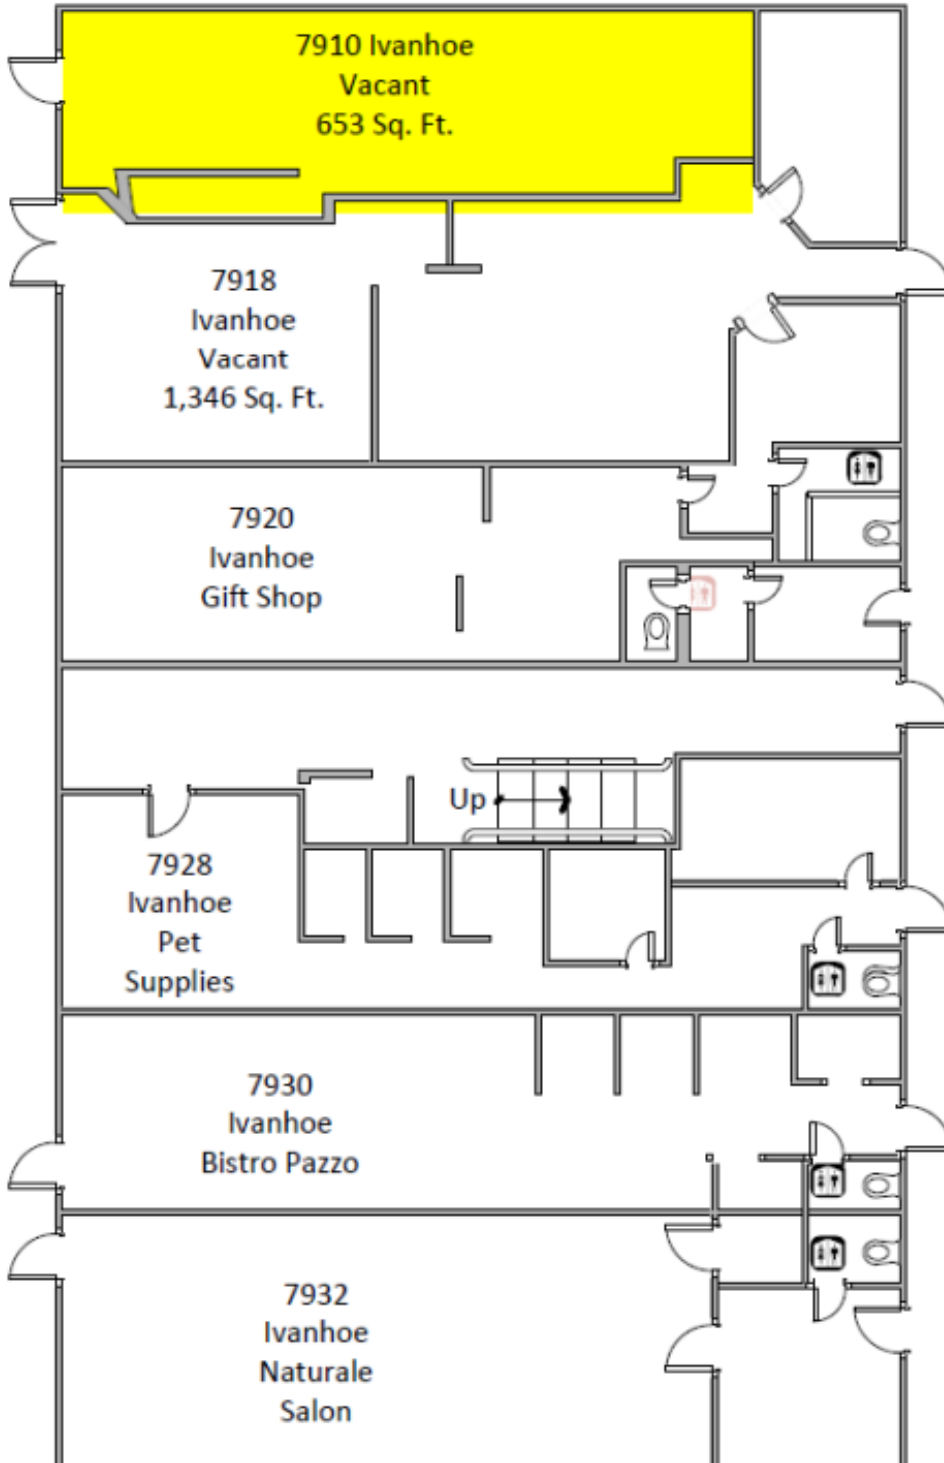 7910 Ivanhoe
Vacant
653 Sq. Ft.
7918
Ivanhoe
Vacant
1,346 Sq. Ft.
7920
Ivanhoe
Gift Shop
Up
7928
Ivanhoe
Pet
Supplies
7930
Ivanhoe
Bistro Pazzo
7932
Ivanhoe
Naturale
Salon